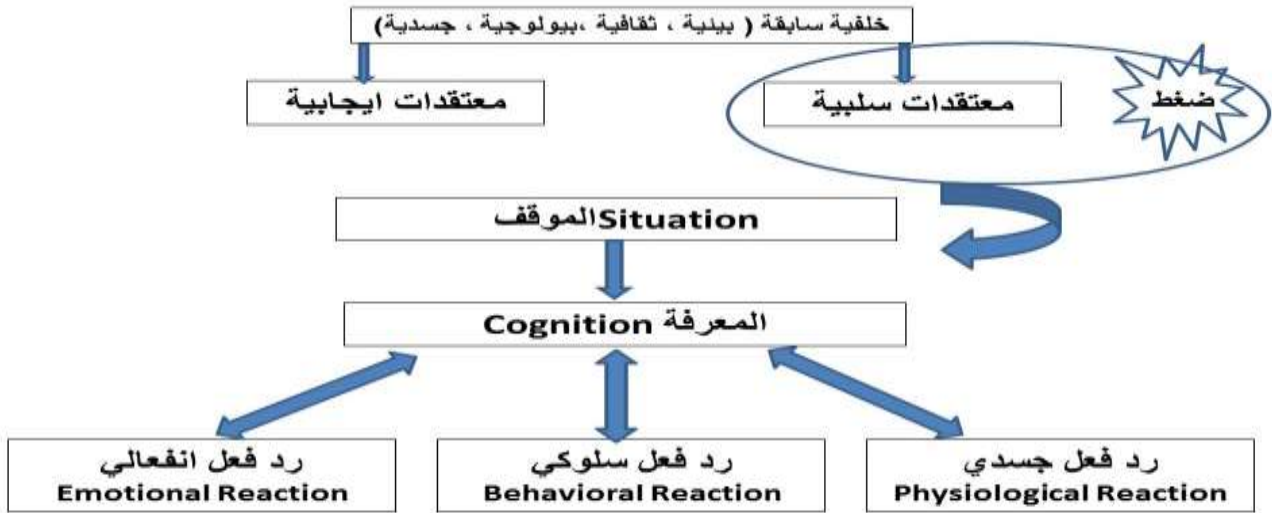 خلفية سابقة ( بيئية ، ثقافية ،بيولوجية ، جسدية)
ضغط
معتقدات سلبية
معتقدات ايجابية
Situationالموقف
المعرفة Cognition
رد فعل جسدي
Physiological Reaction
رد فعل سلوكي
Behavioral Reaction
رد فعل انفعالي
Emotional Reaction